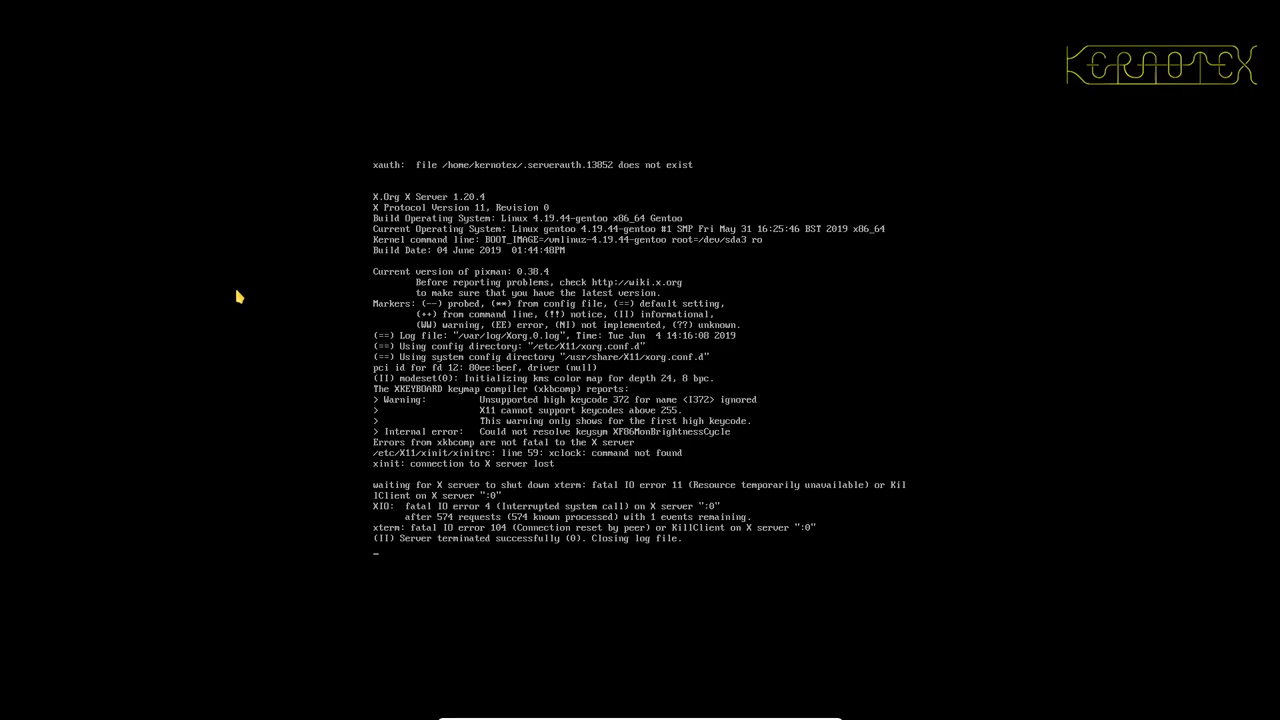 KERNOTEX
xauth:  file /home/kernotex/.serverauth.13852 does not exist
X.Org X Server 1.20.4
X Protocol Version 11, Revision 0
Build Operating System: Linux 4.19.44-gentoo x86_64 Gentoo
Current Operating System: Linux gentoo 4.19.44-gentoo #1 SMP Fri May 31 16:25:46 BST 2019 x86_64
Kernel command line: BOOT_IMAGE=/vmlinuz-4.19.44-gentoo root=/dev/sda3 ro
Build Date: 04 June 2019  01:44:48PM
Current version of pixman: 0.38.4
Before reporting problems, check http://wiki.x.org
to make sure that you have the latest version.
Markers: (--) probed, (**) from config file, (==) default setting,
(++) from command line, (!!) notice, (II) informational,
(WW) warning, (EE) error, (NI) not implemented, (??) unknown.
(==) Log file: "/var/log/Xorg.0.log", Time: Tue Jun  4 14:16:08 2019
(==) Using config directory: "/etc/X11/xorg.conf.d"
(==) Using system config directory "/usr/share/X11/xorg.conf.d"
pci id for fd 12: 80ee:beef, driver (null)
(II) modeset(0): Initializing kms color map for depth 24, 8 bpc.
The XKEYBOARD keymap compiler (xkbcomp) reports:
> Warning:          Unsupported high keycode 372 for name <I372> ignored
>                   X11 cannot support keycodes above 255.
>                   This warning only shows for the first high keycode.
> Internal error:   Could not resolve keysym XF86MonBrightnessCycle
Errors from xkbcomp are not fatal to the X server
/etc/X11/xinit/xinitrc: line 59: xclock: command not found
xinit: connection to X server lost
waiting for X server to shut down xterm: fatal IO error 11 (Resource temporarily unavailable) or Kil
lClient on X server ":0"
XIO:  fatal IO error 4 (Interrupted system call) on X server ":0"
after 574 requests (574 known processed) with 1 events remaining.
xterm: fatal IO error 104 (Connection reset by peer) or KillClient on X server ":0"
(II) Server terminated successfully (0). Closing log file.